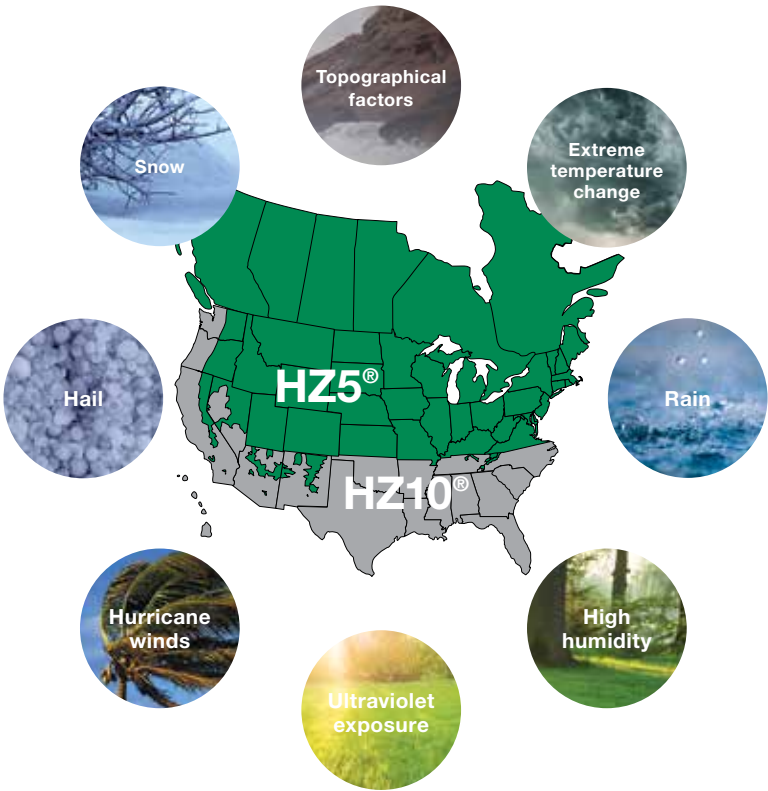 Topographical
factors
Snow
Extreme
temperature
change
HZ5®
Hail
Rain
HZ10®
Hurricane
winds
High
humidity
Ultraviolet
exposure